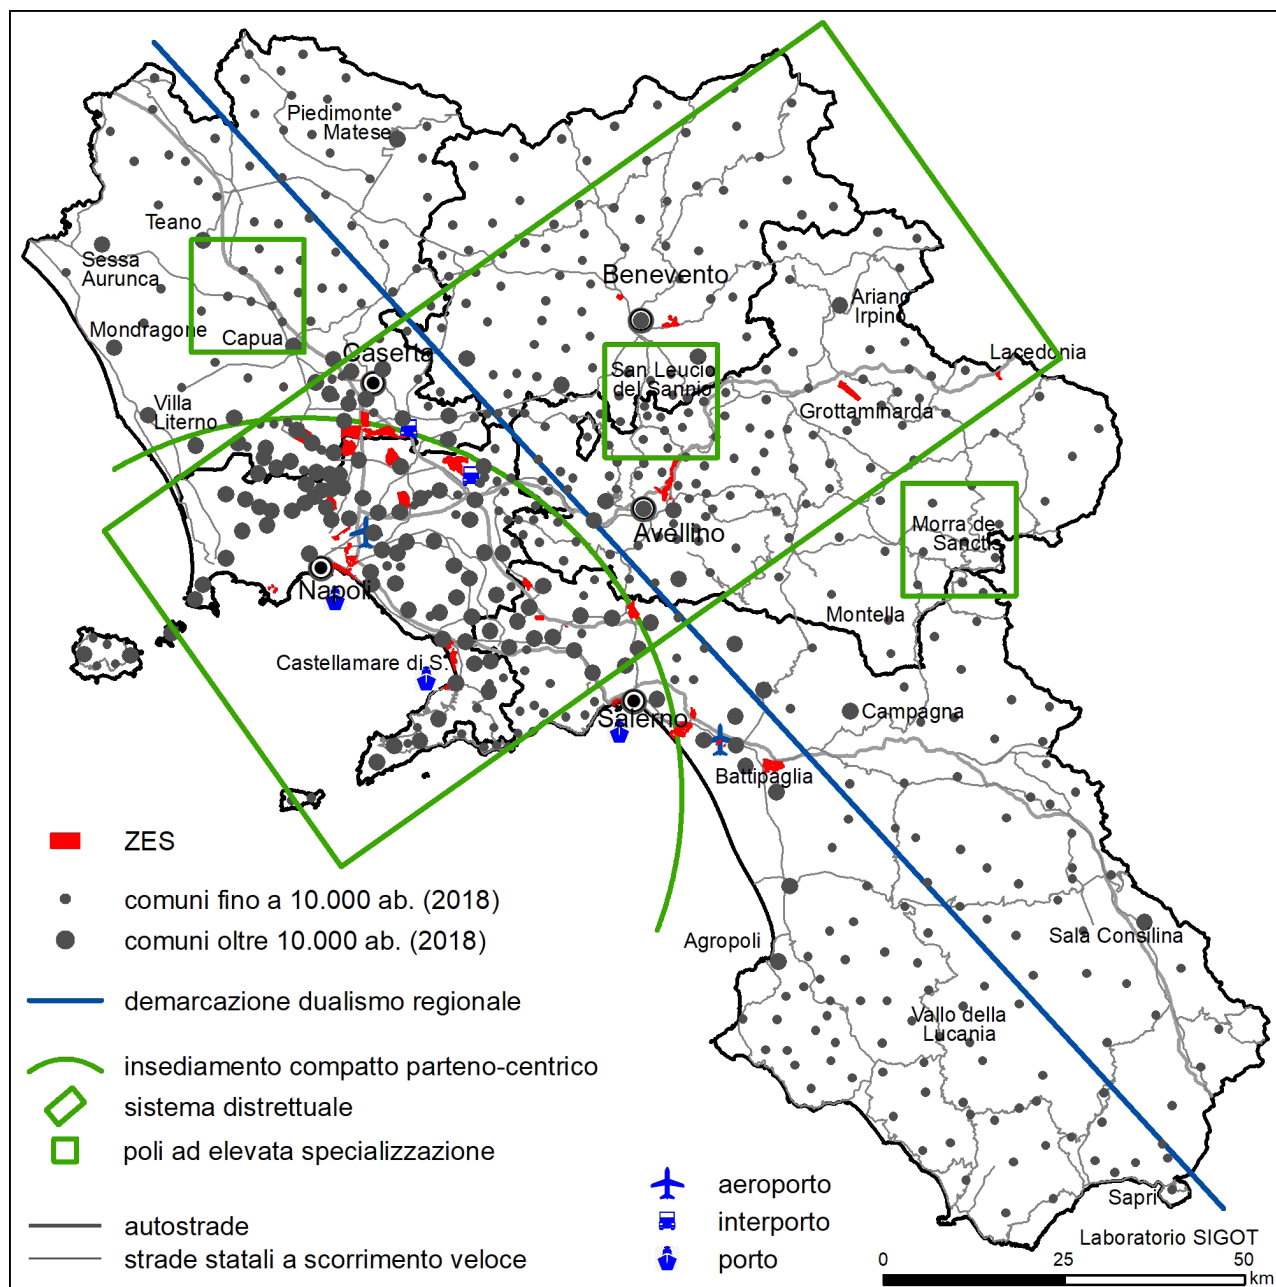 Piedimonte
Matese
Teano
Sessa
Aurunca
Benevento
Ariano
Irpino
Mondragone
Capua
Caserta
Lacedonia
San Leucio
del Sannio
Villa
Literno
Grottaminarda
Avellino
Morra de
Sanctis
Napoli
Montella
Castellamare di S.
Salerno
Campagna
Battipaglia
Agropoli
Sala Consilina
Vallo della
Lucania
Sapri
ZES
comuni fino a 10.000 ab. (2018)
comuni oltre 10.000 ab. (2018)
demarcazione dualismo regionale
insediamento compatto parteno-centrico
sistema distrettuale
poli ad elevata specializzazione
autostrade
strade statali a scorrimento veloce
aeroporto
interporto
porto
Laboratorio SIGOT
0 25 50
km